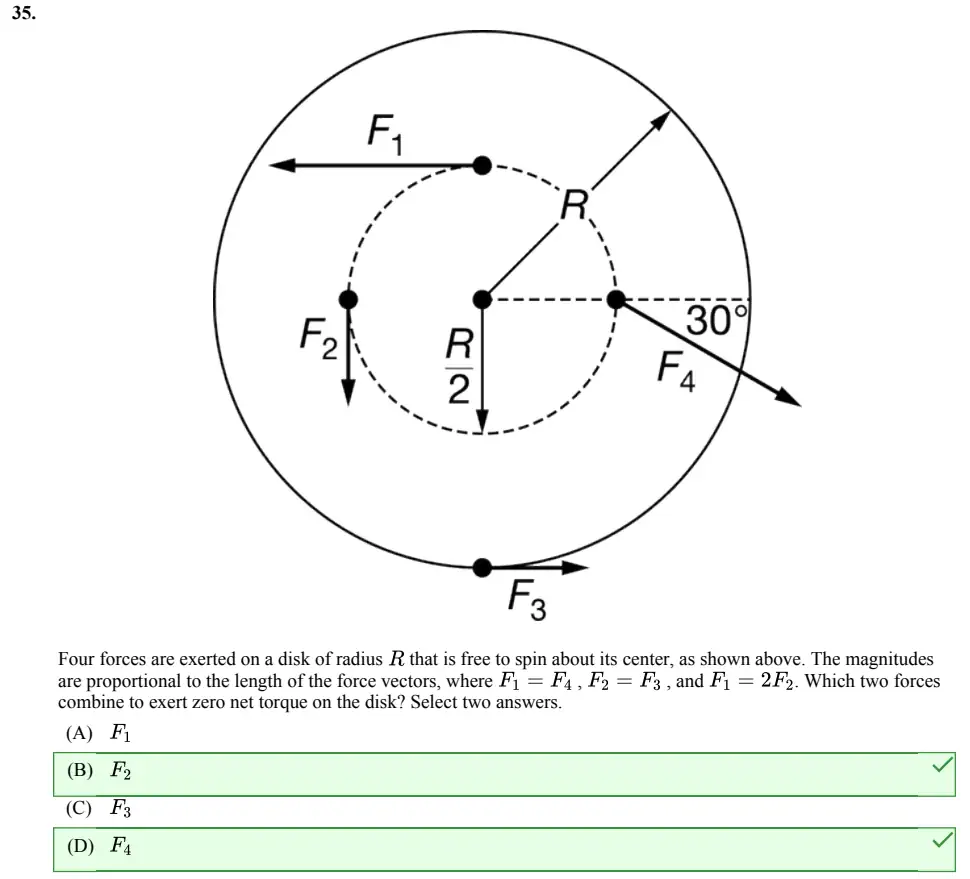 35.
F₁
R
30°
F₂
R
2
F₄
F₃
Four forces are exerted on a disk of radius R that is free to spin about its center, as shown above. The magnitudes
are proportional to the length of the force vectors, where F₁ = F₄ , F₂ = F₃ , and F₁ = 2F₂. Which two forces
combine to exert zero net torque on the disk? Select two answers.
(A) F₁
(B) F₂
(C) F₃
(D) F₄